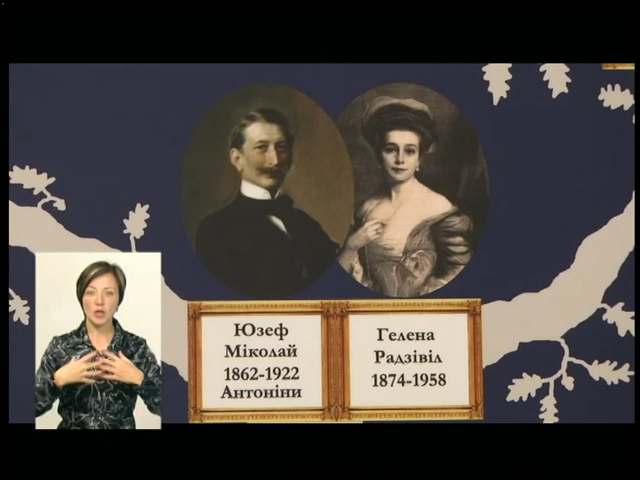 Юзеф
Міколай
1862-1922
Антоніни
Гелена
Радзівіл
1874-1958